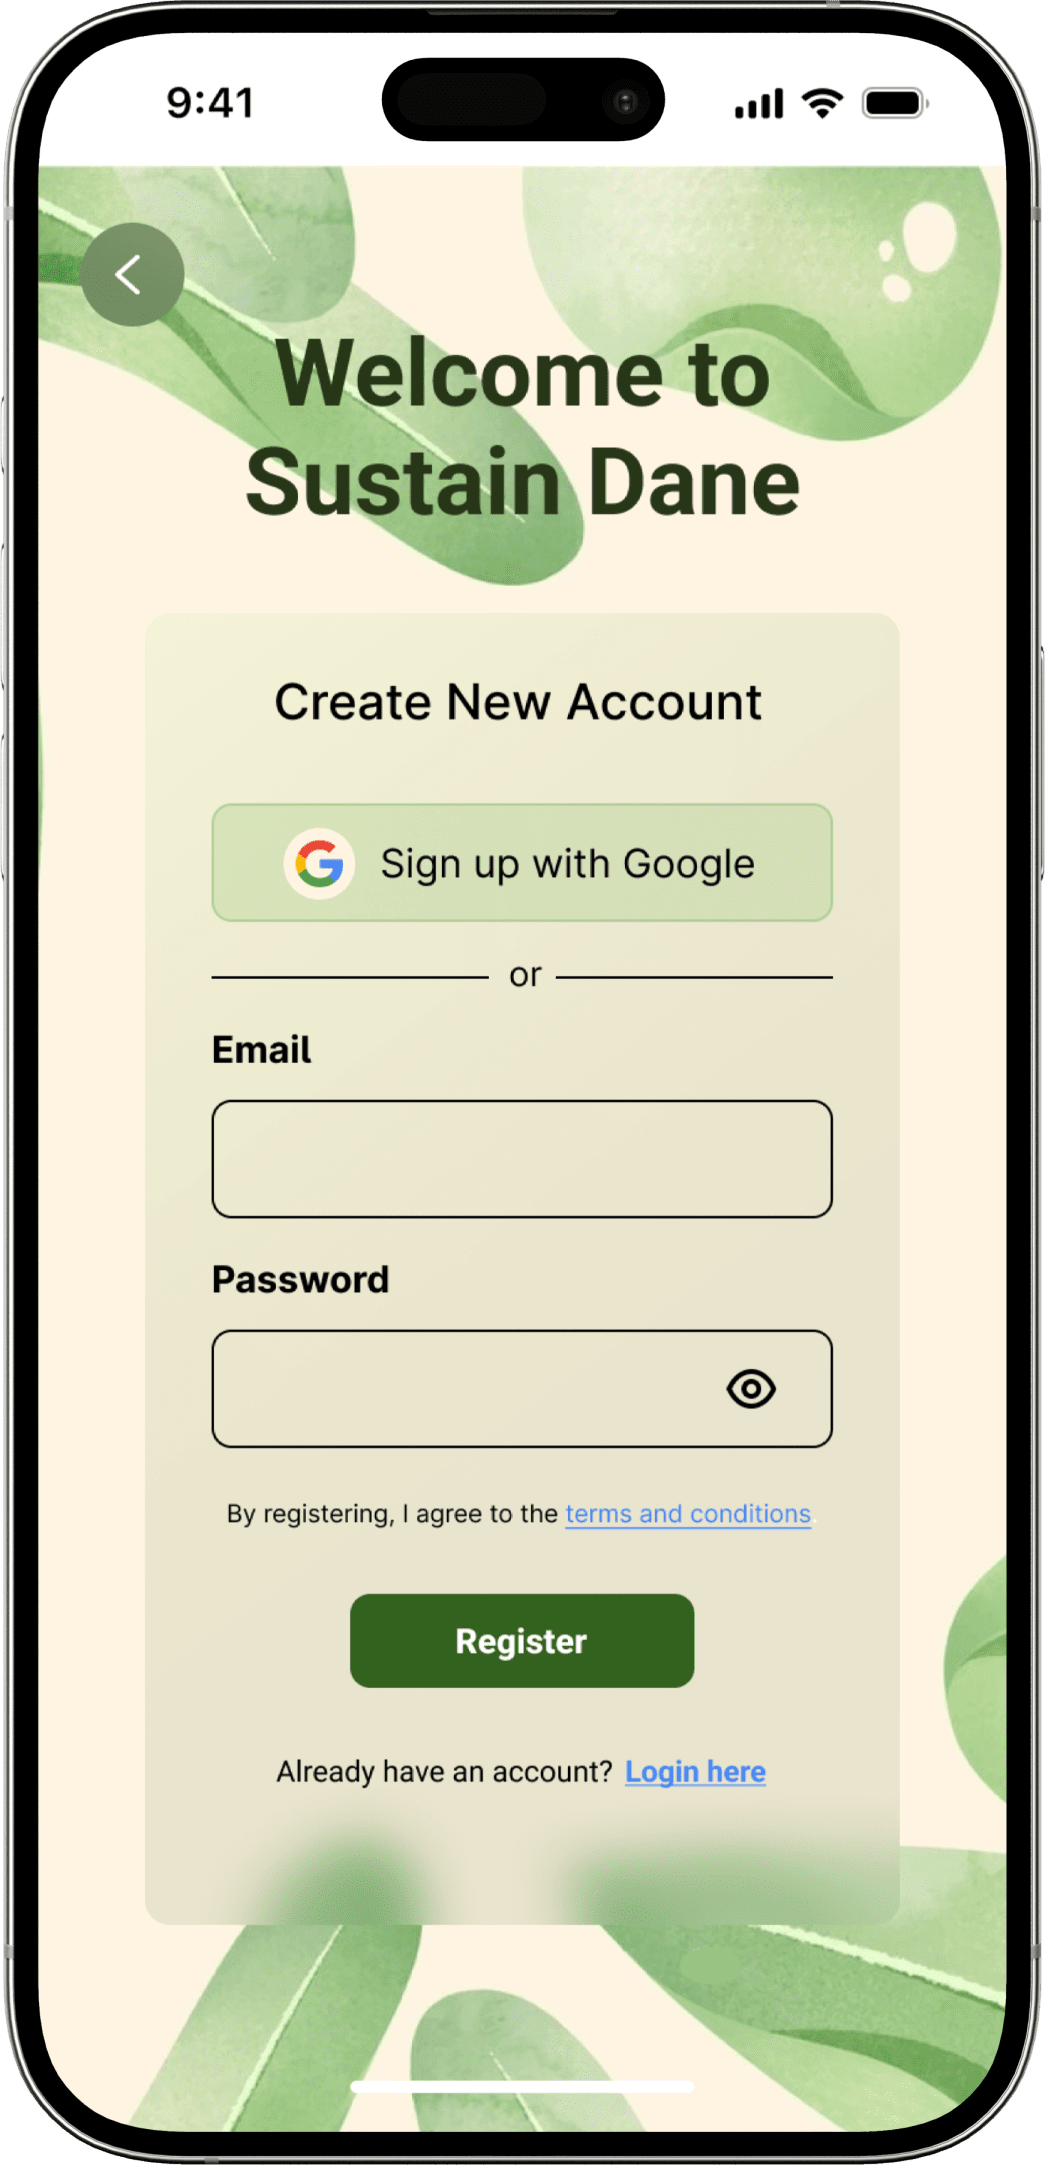 9:41
Welcome to
Sustain Dane
Create New Account
Sign up with Google
or
Email
Password
By registering, I agree to the terms and conditions.
Register
Already have an account? Login here